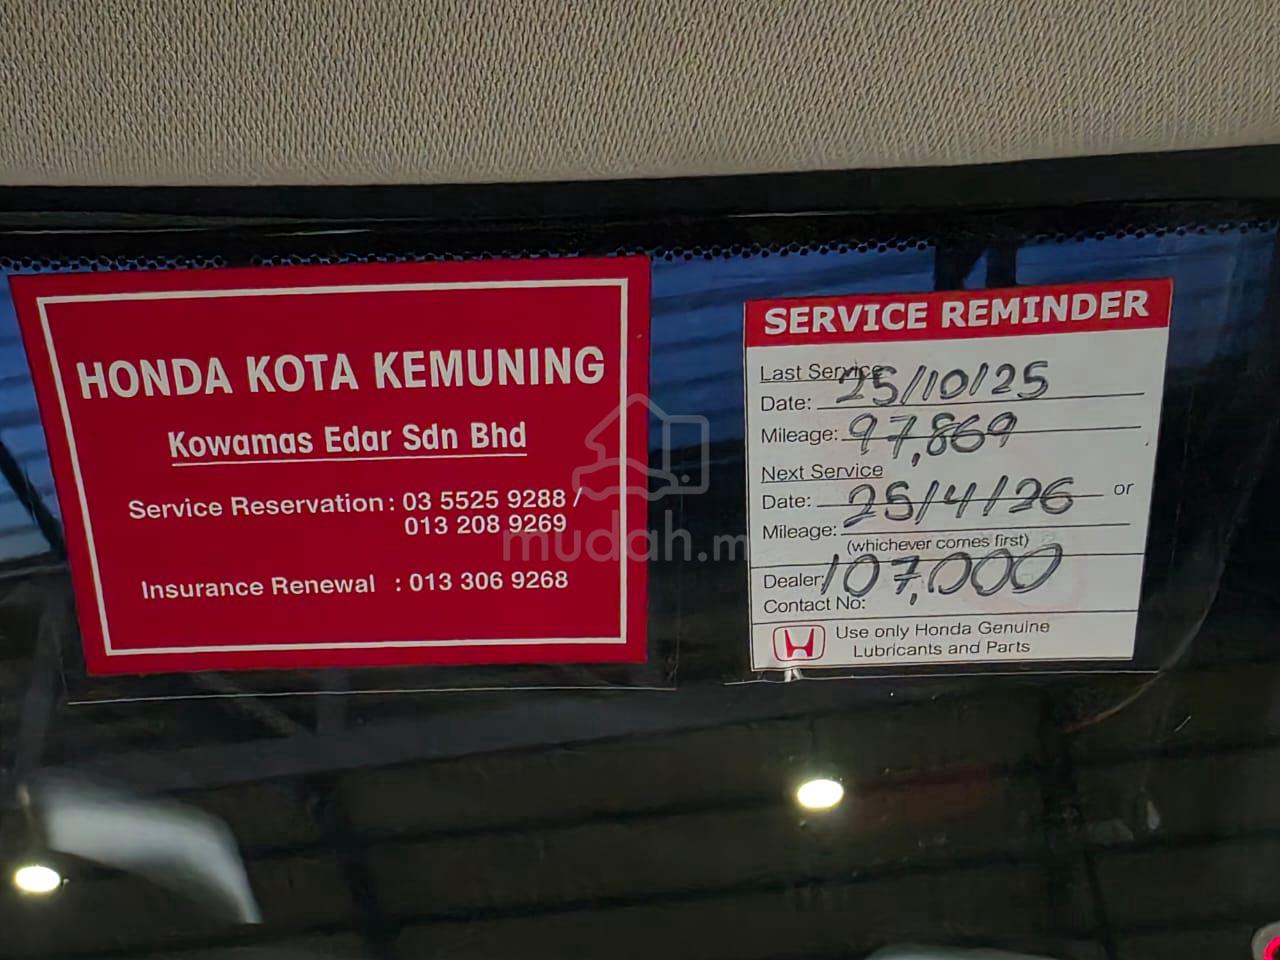 HONDA KOTA KEMUNING
Kowamas Edar Sdn Bhd
Service Reservation : 03 5525 9288 /
013 208 9269
Insurance Renewal : 013 306 9268
SERVICE REMINDER
Last Service
Date: 25/10/25
Mileage: 97,869
Next Service
Date: 25/4/26 or
Mileage:
(whichever comes first)
Dealer: 107,000
Contact No:
Use only Honda Genuine
Lubricants and Parts
mudah.m